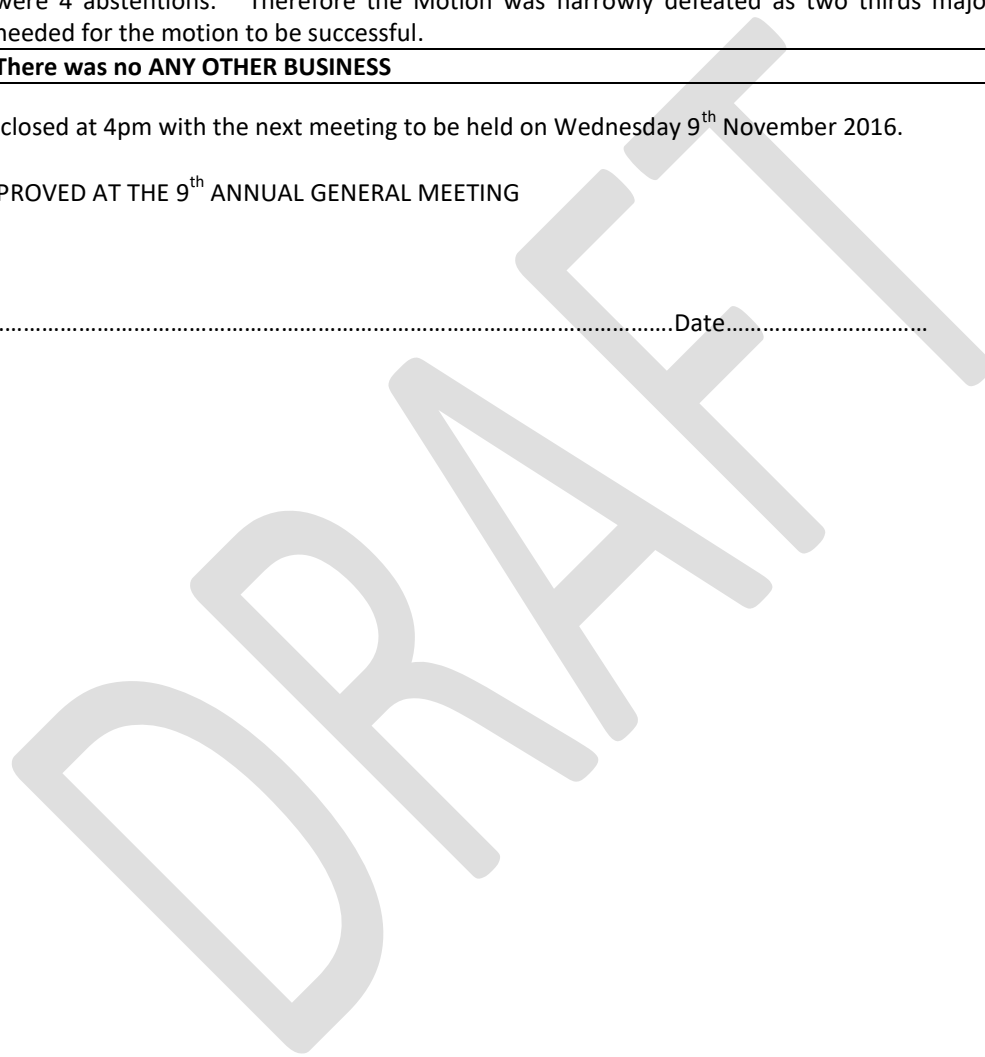 were 4 abstentions. Therefore the Motion was narrowly defeated as two thirds majo
needed for the motion to be successful.
There was no ANY OTHER BUSINESS
closed at 4pm with the next meeting to be held on Wednesday 9th November 2016.
PROVED AT THE 9th ANNUAL GENERAL MEETING
……………………………………………………………………………………………….Date……………………………
DRAFT